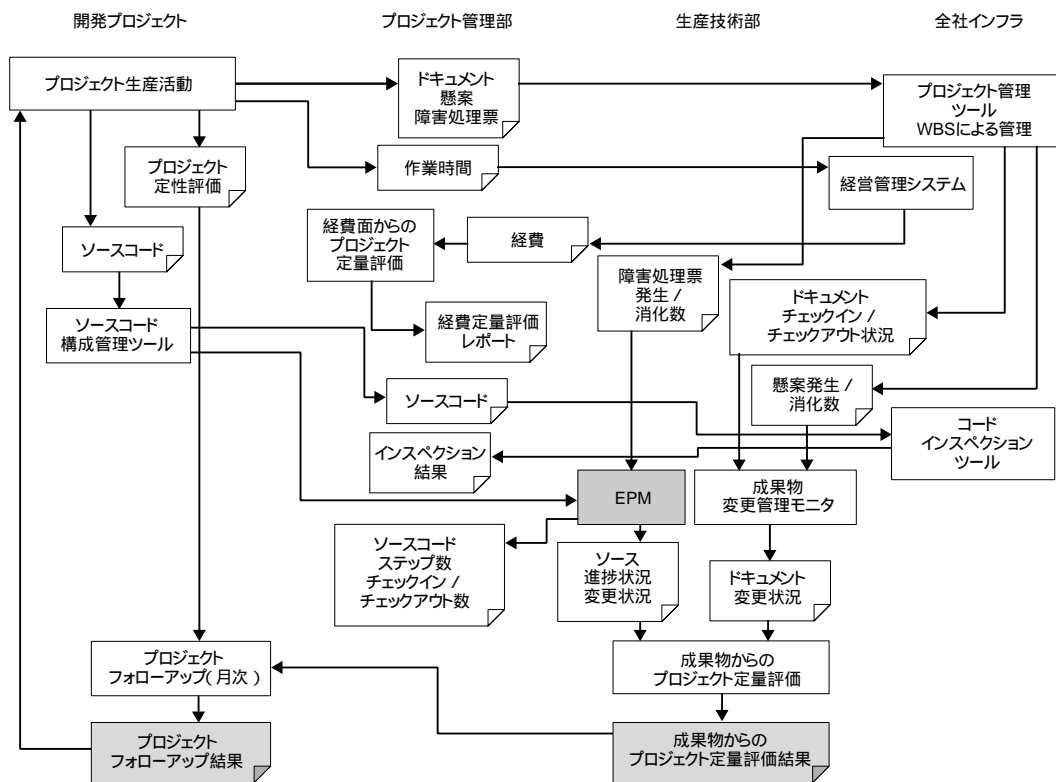 開発プロジェクト
プロジェクト管理部
生産技術部
全社インフラ
プロジェクト生産活動
ドキュメント
懸案
障害処理票
プロジェクト管理
ツール
WBSによる管理
プロジェクト
定性評価
作業時間
経営管理システム
ソースコード
経費面からの
プロジェクト
定量評価
経費
障害処理票
発生 /
消化数
ドキュメント
チェックイン /
チェックアウト状況
ソースコード
構成管理ツール
経費定量評価
レポート
懸案発生 /
消化数
ソースコード
コード
インスペクション
ツール
インスペクション
結果
EPM
成果物
変更管理モニタ
ソースコード
ステップ数
チェックイン /
チェックアウト数
ソース
進捗状況
変更状況
ドキュメント
変更状況
プロジェクト
フォローアップ(月次)
成果物からの
プロジェクト定量評価
プロジェクト
フォローアップ結果
成果物からの
プロジェクト定量評価結果